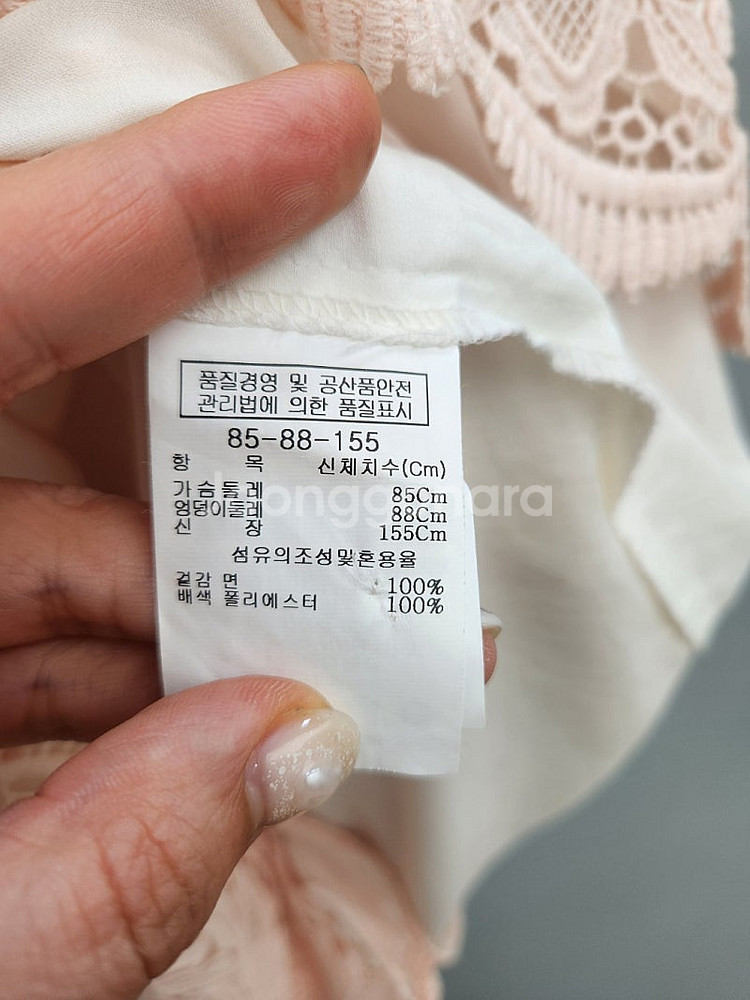 품질경영 및 공산품안전
관리법에 의한 품질표시
85-88-155
항 목 신체치수(Cm)
가슴둘레 85Cm
엉덩이둘레 88Cm
신 장 155Cm
섬유의조성및혼용율
겉감 면 100%
배색 폴리에스터 100%